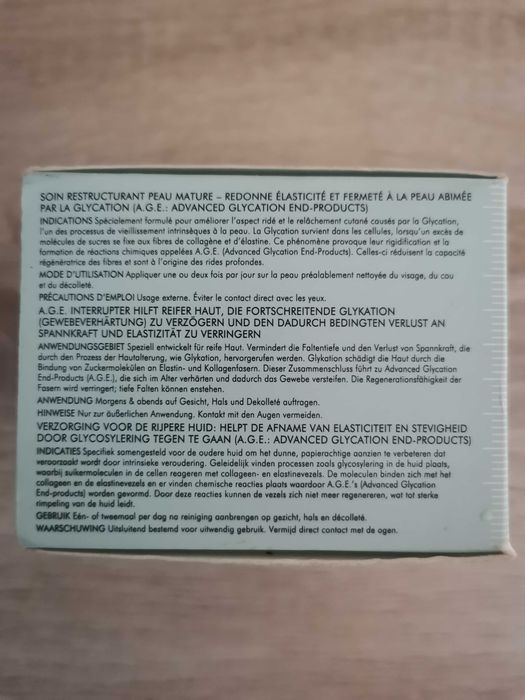 SOIN RESTRUCTURANT PEAU MATURE – REDONNE ÉLASTICITÉ ET FERMETÉ À LA PEAU ABIMÉE
PAR LA GLYCATION (A.G.E.: ADVANCED GLYCATION END-PRODUCTS)
INDICATIONS Spécialement formulé pour améliorer l'aspect ridé et le relâchement cutané causés par la Glycation,
l'un des processus de vieillissement intrinsèques à la peau. La Glycation survient dans les cellules, lorsqu'un excès de
molécules de sucres se fixe aux fibres de collagène et d'élastine. Ce phénomène provoque leur rigidification et la
formation de réactions chimiques appelées A.G.E. (Advanced Glycation End-Products). Celles-ci réduisent la capacité
régénératrice des fibres et sont à l'origine des rides profondes.
MODE D'UTILISATION Appliquer une ou deux fois par jour sur la peau préalablement nettoyée du visage, du cou
et du décolleté.
PRÉCAUTIONS D'EMPLOI Usage externe. Éviter le contact direct avec les yeux.
A.G.E. INTERRUPTER HILFT REIFER HAUT, DIE FORTSCHREITENDE GLYKATION
(GEWEBEVERHÄRTUNG) ZU VERZÖGERN UND DEN DADURCH BEDINGTEN VERLUST AN
SPANNKRAFT UND ELASTIZITÄT ZU VERRINGERN
ANWENDUNGSGEBIET Speziell entwickelt für reife Haut. Vermindert die Faltentiefe und den Verlust von Spannkraft, die
durch den Prozess der Hautalterung, wie Glykation, hervorgerufen werden. Glykation schädigt die Haut durch die
Bindung von Zuckermolekülen an Elastin- und Kollagenfasern. Dieser Zusammenschluss führt zu Advanced Glycation
End-Products (A.G.E.), die sich im Alter verhärten und dadurch das Gewebe versteifen. Die Regenerationsfähigkeit der
Fasern wird verringert; tiefe Falten können enstehen.
ANWENDUNG Morgens & abends auf Gesicht, Hals und Dekolleté auftragen.
HINWEISE Nur zur äußerlichen Anwendung. Kontakt mit den Augen vermeiden.
VERZORGING VOOR DE RIJPERE HUID: HELPT DE AFNAME VAN ELASTICITEIT EN STEVIGHEID
DOOR GLYCOSYLERING TEGEN TE GAAN (A.G.E.: ADVANCED GLYCATION END-PRODUCTS)
INDICATIES Specifiek samengesteld voor de oudere huid om het dunne, papierachtige aanzien te verbeteren dat
veroorzaakt wordt door intrinsieke veroudering. Geleidelijk vinden processen zoals glycosylering in de huid plaats,
waarbij suikermoleculen in de cellen reageren met collageen- en elastinevezels. De moleculen binden zich met het
collageen en de elastinevezels en er vinden chemische reacties plaats waardoor A.G.E.'s (Advanced Glycation
End-products) worden gevormd. Door deze reacties kunnen de vezels zich niet meer regenereren, wat tot sterke
rimpeling van de huid leidt.
GEBRUIK Eén- of tweemaal per dag na reiniging aanbrengen op gezicht, hals en décolleté.
WAARSCHUWING Uitsluitend bestemd voor uitwendig gebruik. Vermijd direct contact met de ogen.